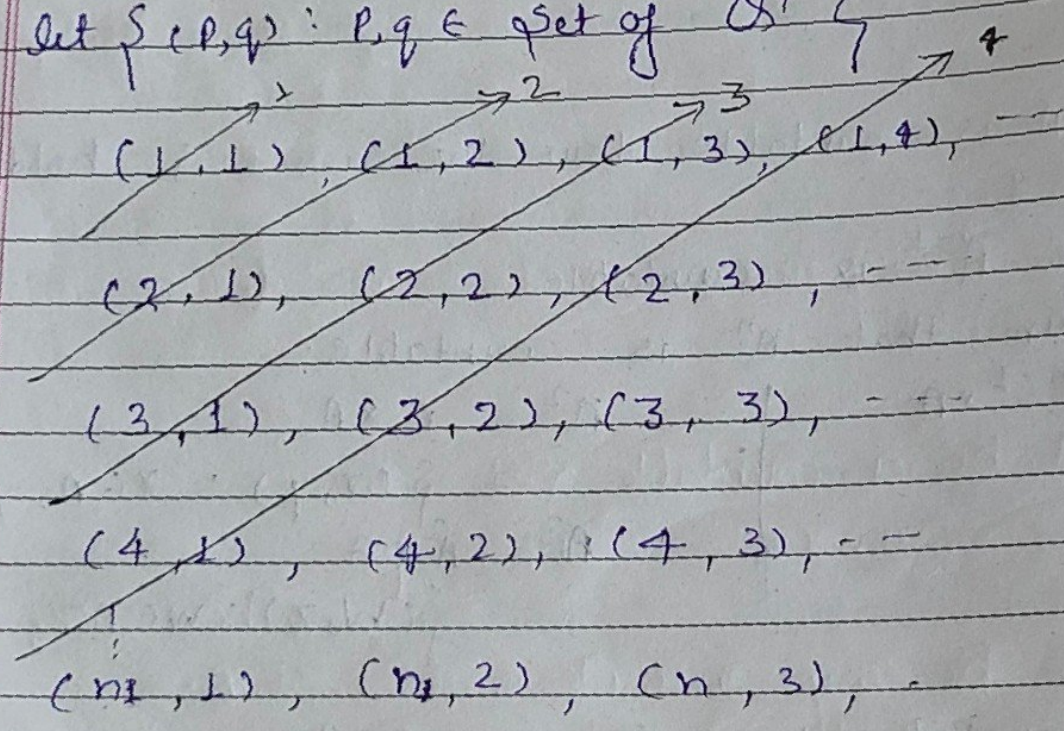 let {(p,q) : p,q ∈ set of Q' }
1 2 3 4
(1,1), (1,2), (1,3), (1,4), ---
(2,1), (2,2), (2,3), ---
(3,1), (3,2), (3,3), ---
(4,1), (4,2), (4,3), ---
(n,1), (n,2), (n,3), -